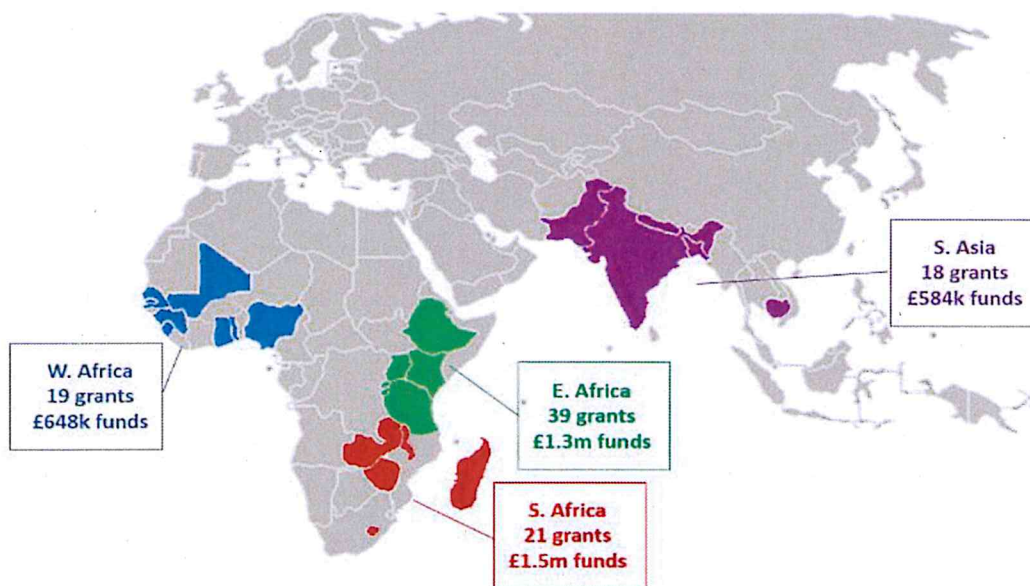 S. Asia
18 grants
£584k funds
W. Africa
19 grants
£648k funds
E. Africa
39 grants
£1.3m funds
S. Africa
21 grants
£1.5m funds